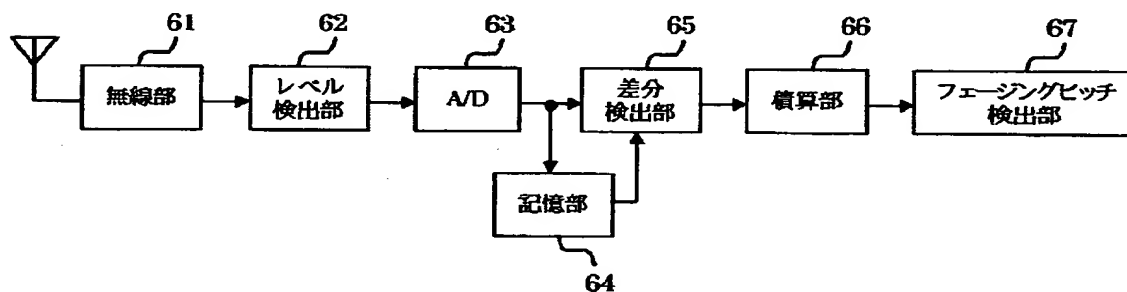 61
無線部
62
レベル
検出部
63
A/D
65
差分
検出部
66
積算部
67
フェージングピッチ
検出部
記憶部
64